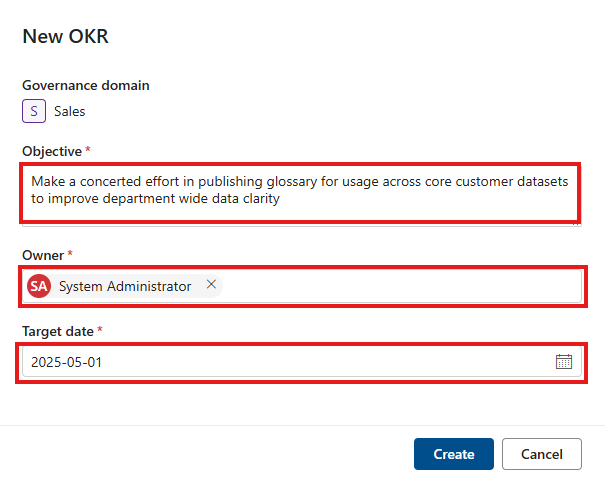 New OKR
Governance domain
S Sales
Objective *
Make a concerted effort in publishing glossary for usage across core customer datasets
to improve department wide data clarity
Owner *
SA System Administrator
Target date *
2025-05-01
Create Cancel